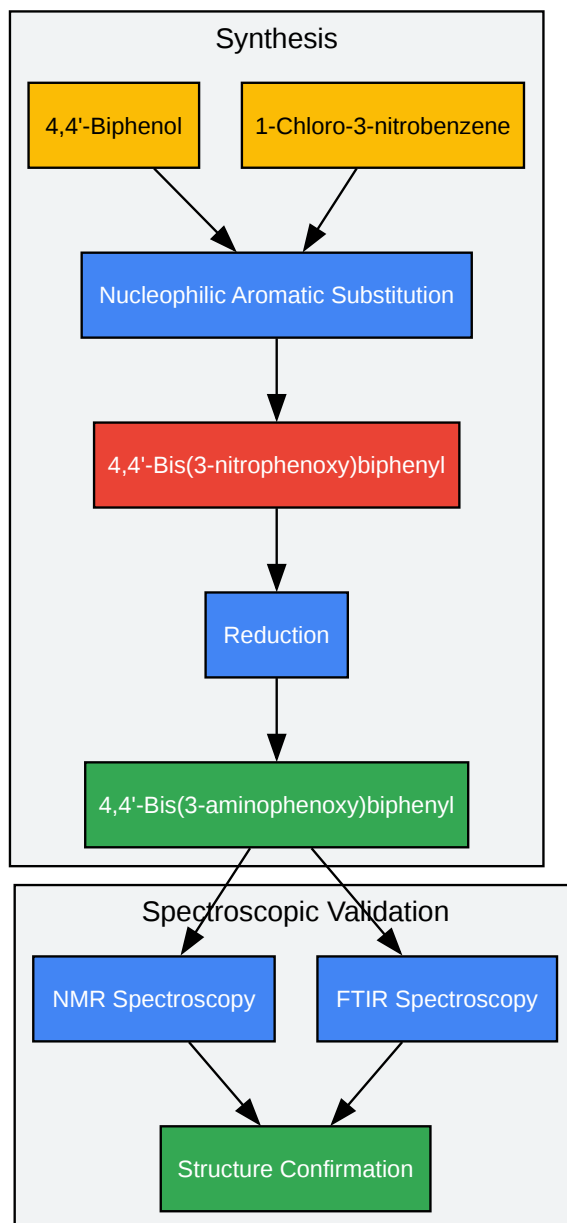 Synthesis
4,4'-Biphenol
1-Chloro-3-nitrobenzene
Nucleophilic Aromatic Substitution
4,4'-Bis(3-nitrophenoxy)biphenyl
Reduction
4,4'-Bis(3-aminophenoxy)biphenyl
Spectroscopic Validation
NMR Spectroscopy
FTIR Spectroscopy
Structure Confirmation